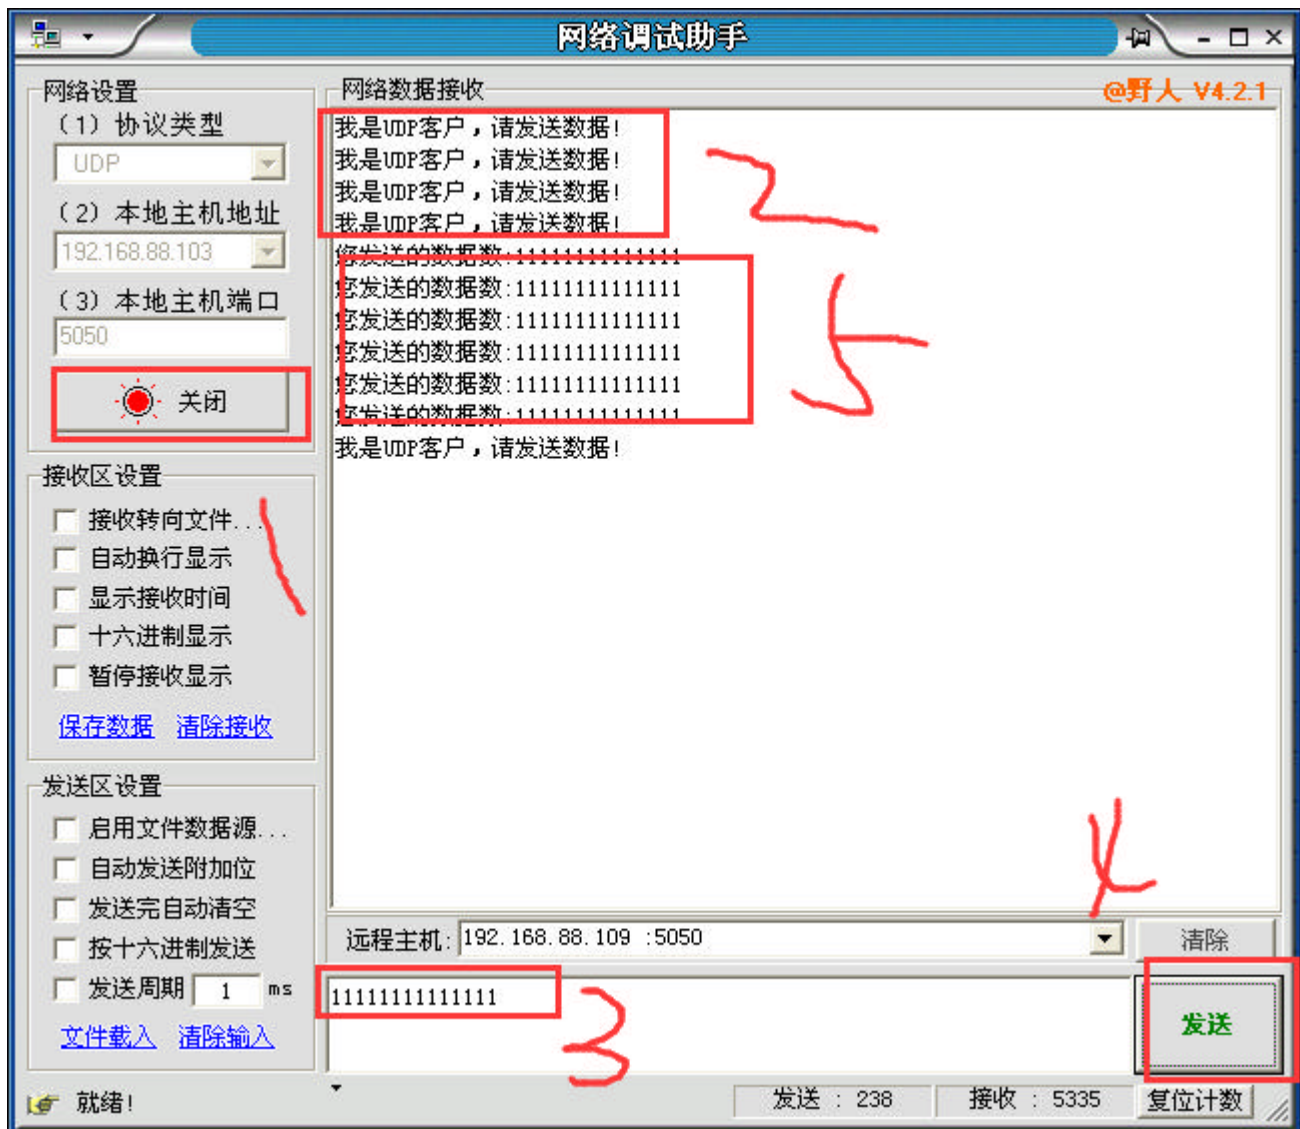 网络调试助手
网络设置
(1) 协议类型
UDP
(2) 本地主机地址
192.168.88.103
(3) 本地主机端口
5050
关闭
接收区设置
接收转向文件...
自动换行显示
显示接收时间
十六进制显示
暂停接收显示
保存数据 清除接收
发送区设置
启用文件数据源...
自动发送附加位
发送完自动清空
按十六进制发送
发送周期 1 ms
文件载入 清除输入
网络数据接收
@野人 V4.2.1
我是UDP客户，请发送数据!
我是UDP客户，请发送数据!
我是UDP客户，请发送数据!
我是UDP客户，请发送数据!
您发送的数据数:11111111111111
您发送的数据数:11111111111111
您发送的数据数:11111111111111
您发送的数据数:11111111111111
您发送的数据数:11111111111111
您发送的数据数:11111111111111
我是UDP客户，请发送数据!
1
2
5
4
远程主机: 192.168.88.109 :5050
清除
11111111111111
3
发送
就绪!
发送 : 238
接收 : 5335
复位计数